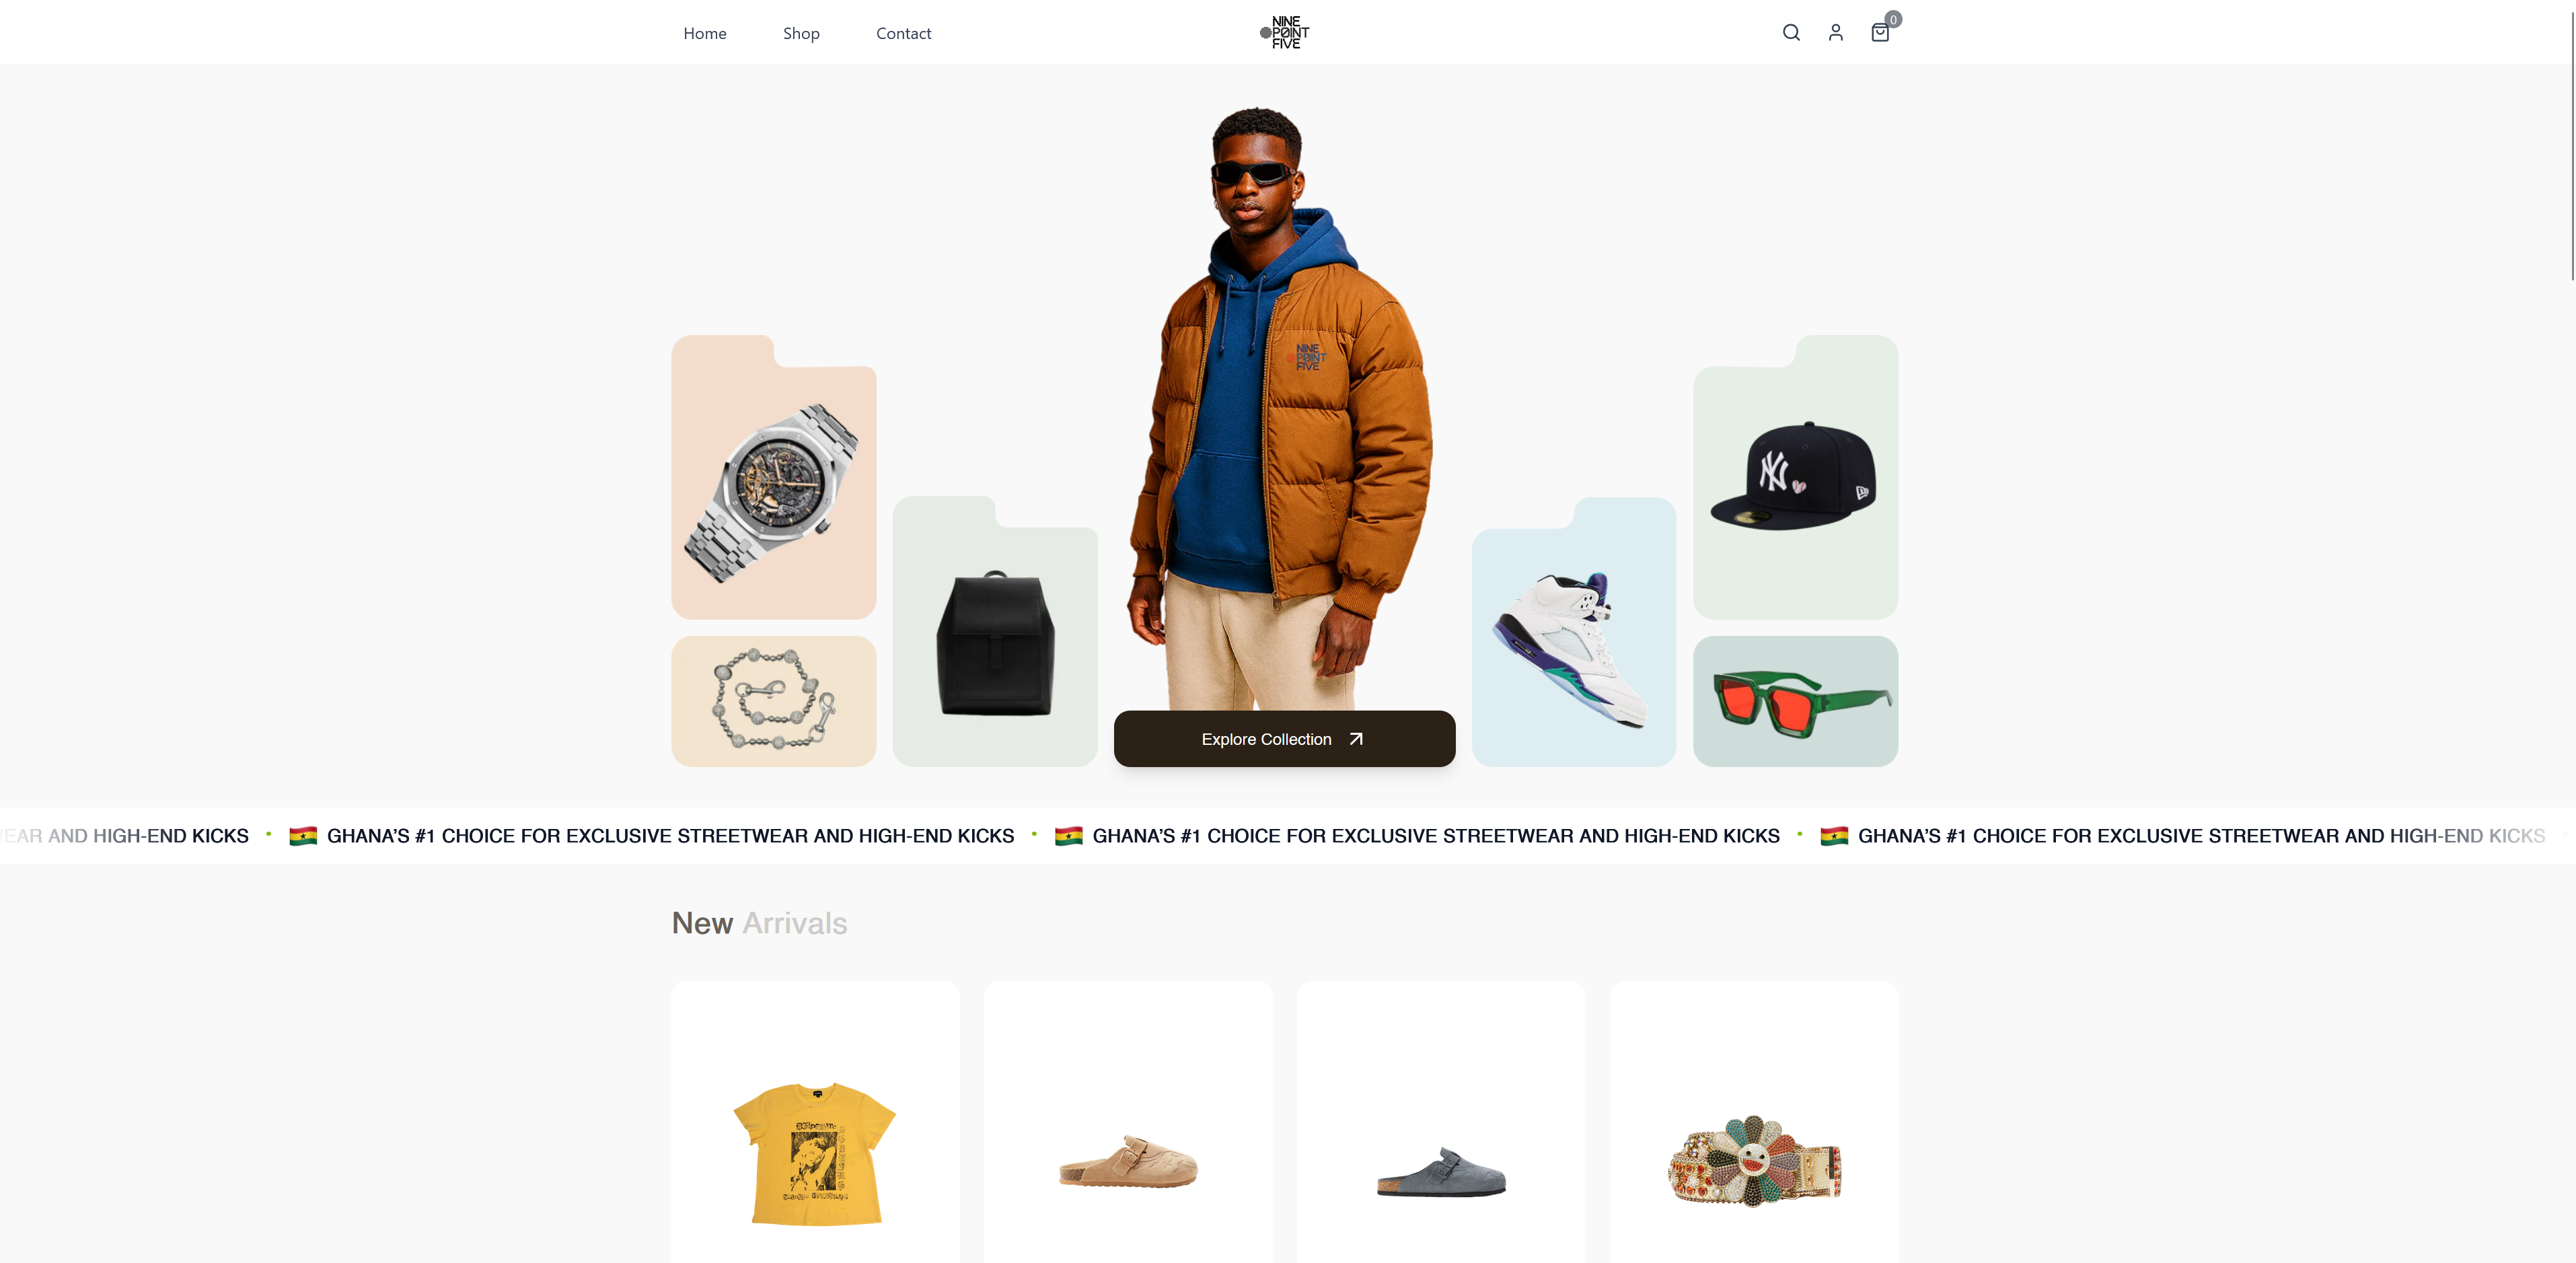 Home
Shop
Contact
NINE
POINT
FIVE
0
NINE
POINT
FIVE
NY
Explore Collection
EAR AND HIGH-END KICKS • GHANA’S #1 CHOICE FOR EXCLUSIVE STREETWEAR AND HIGH-END KICKS • GHANA’S #1 CHOICE FOR EXCLUSIVE STREETWEAR AND HIGH-END KICKS • GHANA’S #1 CHOICE FOR EXCLUSIVE STREETWEAR AND HIGH-END KICKS
New Arrivals